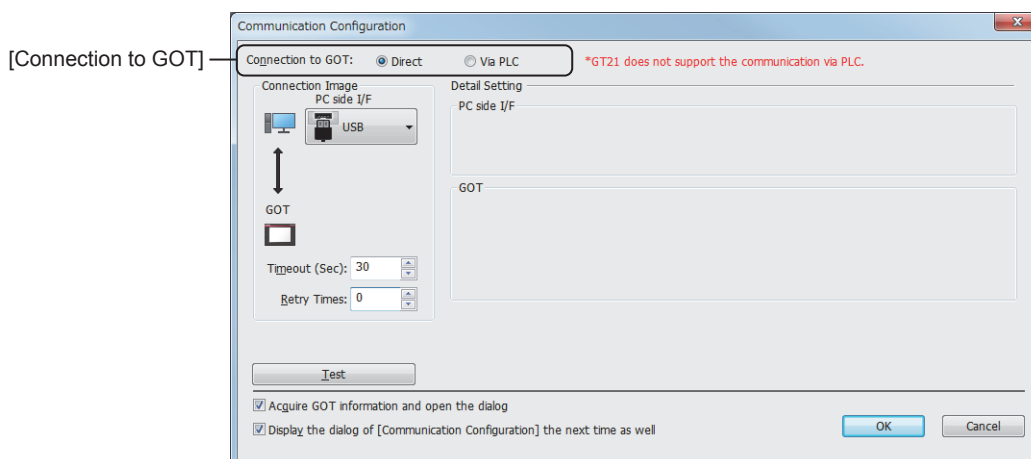 Communication Configuration
[Connection to GOT]
Connection to GOT: Direct Via PLC *GT21 does not support the communication via PLC.
Connection Image
Detail Setting
PC side I/F
PC side I/F
USB
GOT
GOT
Timeout (Sec): 30
Retry Times: 0
Test
Acquire GOT information and open the dialog
Display the dialog of [Communication Configuration] the next time as well
OK
Cancel